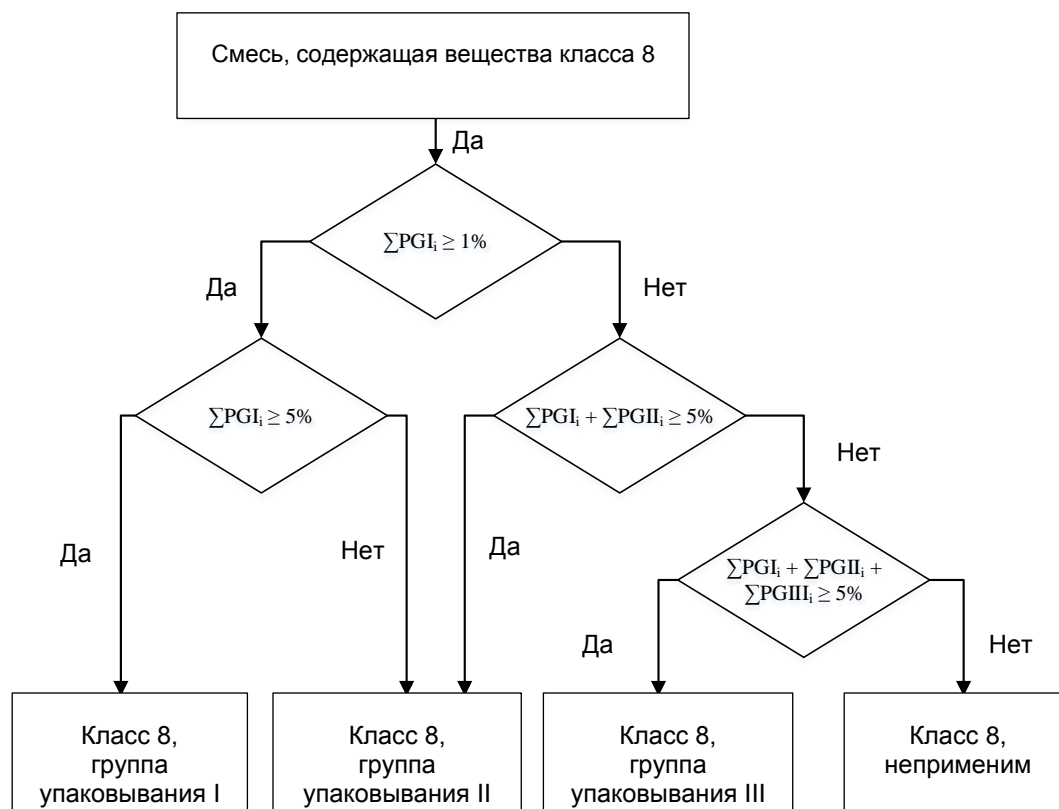 Смесь, содержащая вещества класса 8
Да
∑PGIᵢ ≥ 1%
Да
Нет
∑PGIᵢ ≥ 5%
∑PGIᵢ + ∑PGIIᵢ ≥ 5%
Нет
Да
Нет
Да
∑PGIᵢ + ∑PGIIᵢ +
∑PGIIIᵢ ≥ 5%
Да
Нет
Класс 8,
группа
упаковывания I
Класс 8,
группа
упаковывания II
Класс 8,
группа
упаковывания III
Класс 8,
неприменим